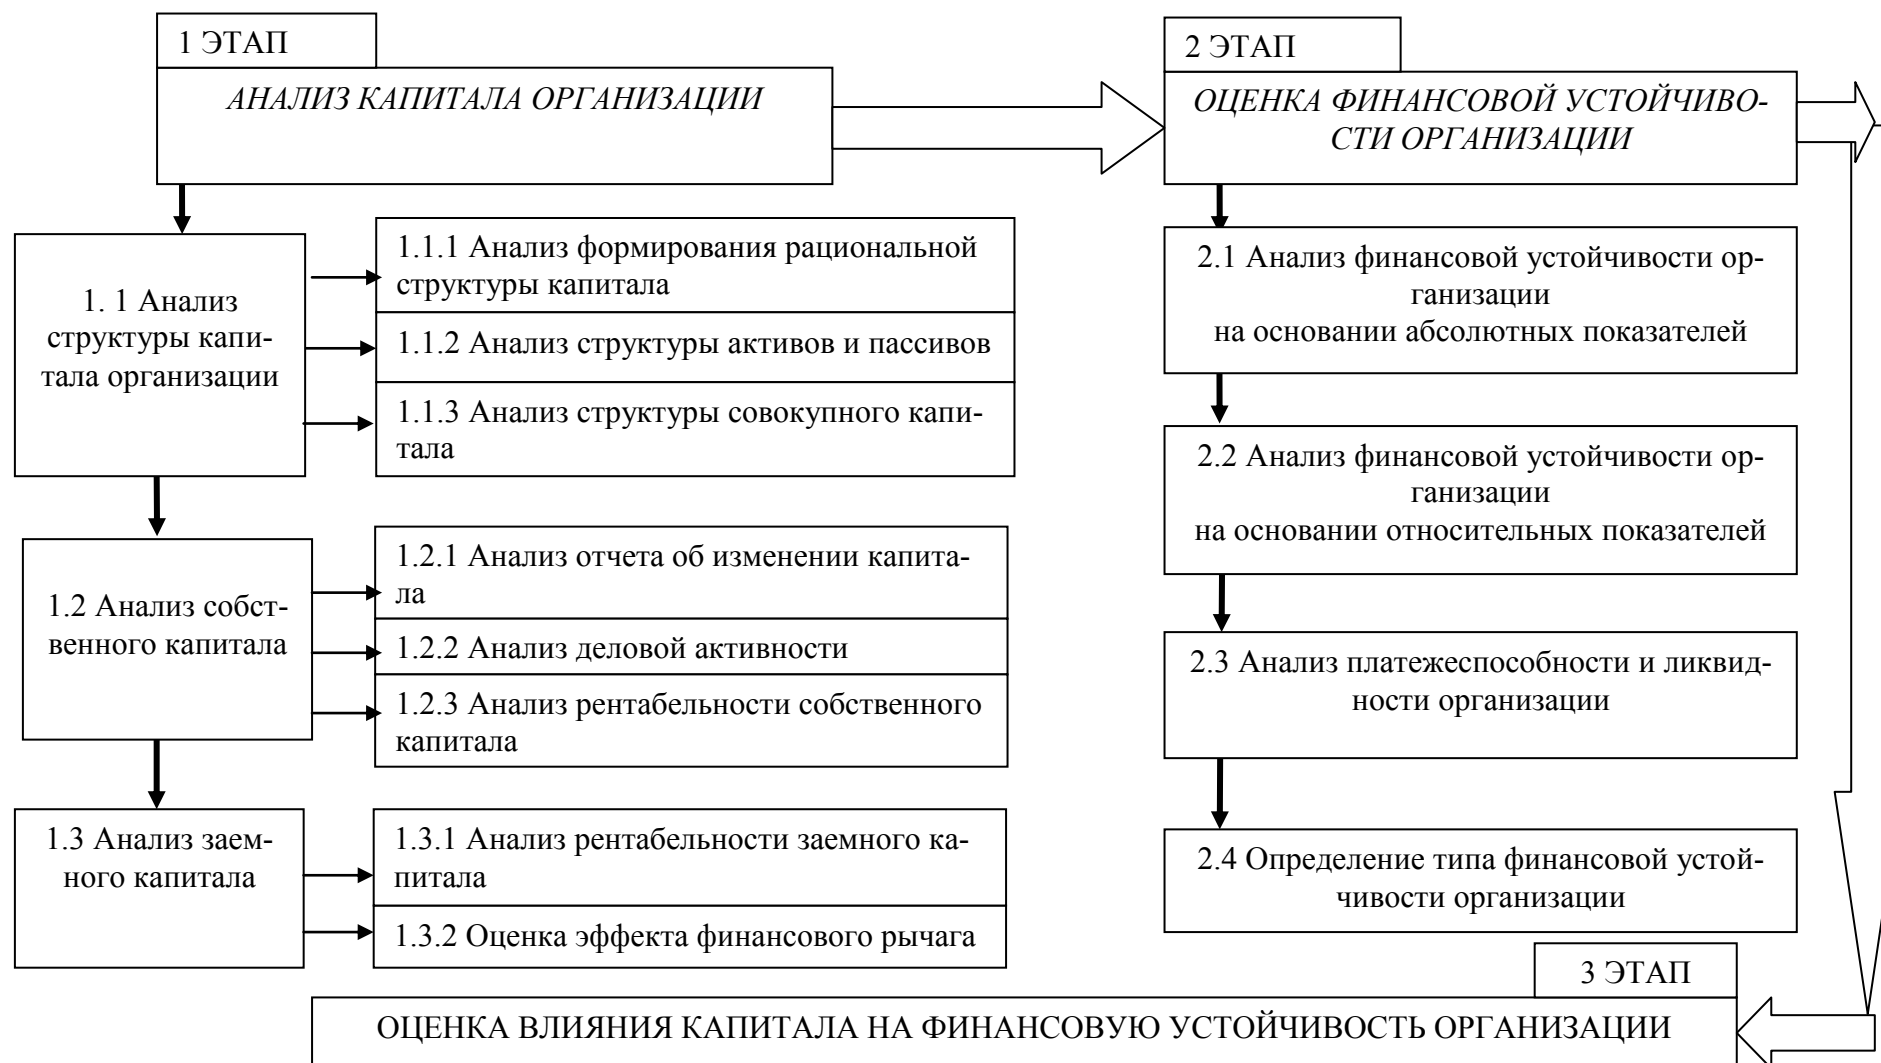 1 ЭТАП
АНАЛИЗ КАПИТАЛА ОРГАНИЗАЦИИ
1. 1 Анализ
структуры капи-
тала организации
1.1.1 Анализ формирования рациональной
структуры капитала
1.1.2 Анализ структуры активов и пассивов
1.1.3 Анализ структуры совокупного капи-
тала
1.2 Анализ собст-
венного капитала
1.2.1 Анализ отчета об изменении капита-
ла
1.2.2 Анализ деловой активности
1.2.3 Анализ рентабельности собственного
капитала
1.3 Анализ заем-
ного капитала
1.3.1 Анализ рентабельности заемного ка-
питала
1.3.2 Оценка эффекта финансового рычага
2 ЭТАП
ОЦЕНКА ФИНАНСОВОЙ УСТОЙЧИВО-
СТИ ОРГАНИЗАЦИИ
2.1 Анализ финансовой устойчивости ор-
ганизации
на основании абсолютных показателей
2.2 Анализ финансовой устойчивости ор-
ганизации
на основании относительных показателей
2.3 Анализ платежеспособности и ликвид-
ности организации
2.4 Определение типа финансовой устой-
чивости организации
3 ЭТАП
ОЦЕНКА ВЛИЯНИЯ КАПИТАЛА НА ФИНАНСОВУЮ УСТОЙЧИВОСТЬ ОРГАНИЗАЦИИ